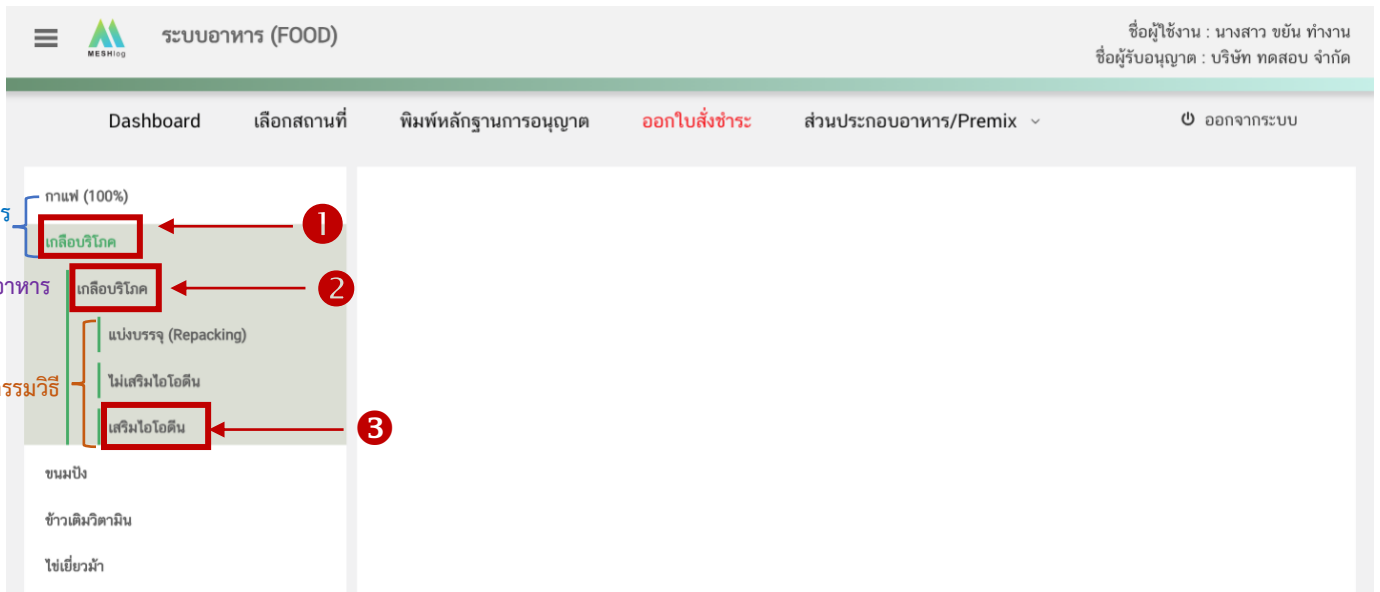 MESHlog
ระบบอาหาร (FOOD)
ชื่อผู้ใช้งาน : นางสาว ขยัน ทำงาน
ชื่อผู้รับอนุญาต : บริษัท ทดสอบ จำกัด
Dashboard เลือกสถานที่ พิมพ์หลักฐานการอนุญาต ออกใบสั่งชำระ ส่วนประกอบอาหาร/Premix ออกจากระบบ
กาแฟ (100%)
ร
เกลือบริโภค
1
อาหาร
เกลือบริโภค
2
แบ่งบรรจุ (Repacking)
รรมวิธี
ไม่เสริมไอโอดีน
เสริมไอโอดีน
3
ขนมปัง
ข้าวเติมวิตามิน
ไข่เยี่ยวม้า